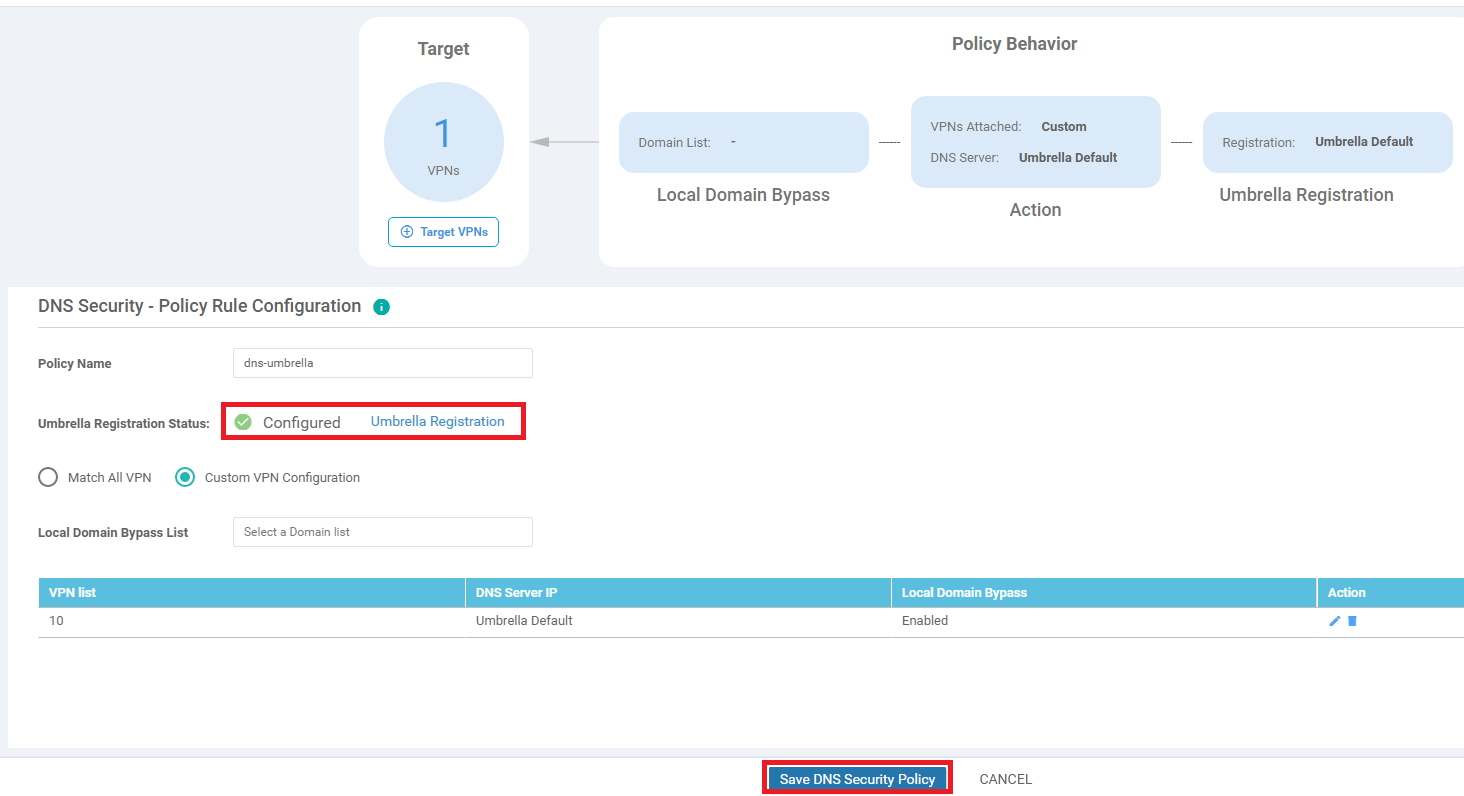 Target
1
VPNs
Target VPNs
Policy Behavior
Domain List: -
Local Domain Bypass
------
VPNs Attached: Custom
DNS Server: Umbrella Default
Action
------
Registration: Umbrella Default
Umbrella Registration
DNS Security - Policy Rule Configuration i
Policy Name dns-umbrella
Umbrella Registration Status: Configured Umbrella Registration
Match All VPN Custom VPN Configuration
Local Domain Bypass List Select a Domain list
VPN list DNS Server IP Local Domain Bypass Action
10 Umbrella Default Enabled
Save DNS Security Policy CANCEL